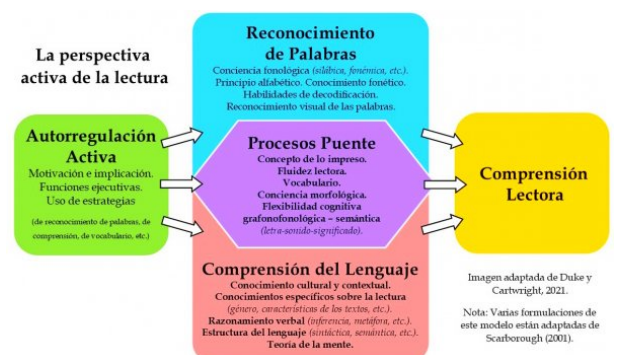 La perspectiva
activa de la lectura
Autorregulación
Activa
Motivación e implicación.
Funciones ejecutivas.
Uso de estrategias
(de reconocimiento de palabras, de
comprensión, de vocabulario, etc.)
Reconocimiento
de Palabras
Conciencia fonológica (silábica, fonémica, etc.).
Principio alfabético. Conocimiento fonético.
Habilidades de decodificación.
Reconocimiento visual de las palabras.
Procesos Puente
Concepto de lo impreso.
Fluidez lectora.
Vocabulario.
Conciencia morfológica.
Flexibilidad cognitiva
grafonofonológica – semántica
(letra-sonido-significado).
Comprensión del Lenguaje
Conocimiento cultural y contextual.
Conocimientos específicos sobre la lectura
(género, características de los textos, etc.).
Razonamiento verbal (inferencia, metáfora, etc.).
Estructura del lenguaje (sintáctica, semántica, etc.).
Teoría de la mente.
Comprensión
Lectora
Imagen adaptada de Duke y
Cartwright, 2021.
Nota: Varias formulaciones de
este modelo están adaptadas de
Scarborough (2001).